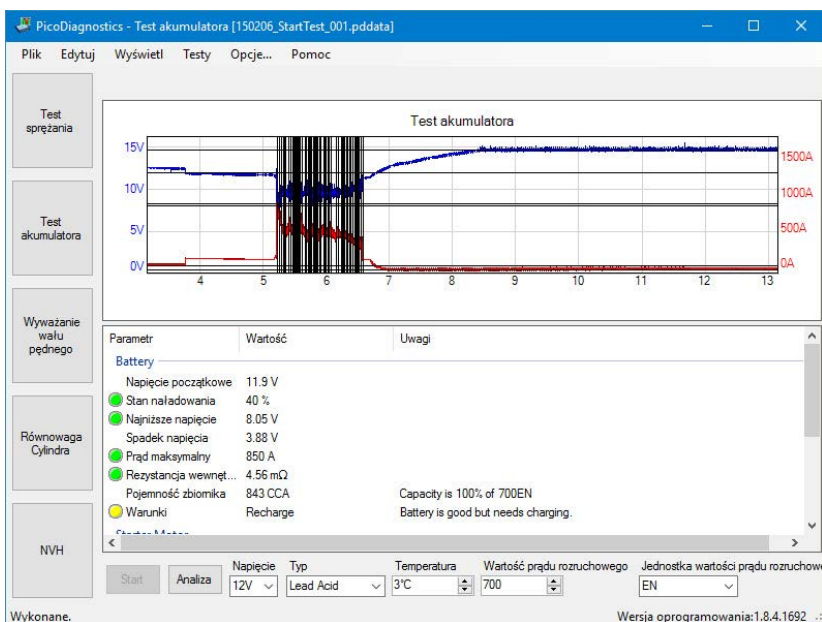 PicoDiagnostics - Test akumulatora [150206_StartTest_001.pddata]
Plik Edytuj Wyświetl Testy Opcje... Pomoc
Test
sprężania
Test
akumulatora
Wyważanie
wału
pędnego
Równowaga
Cylindra
NVH
Test akumulatora
15V
10V
5V
0V
1500A
1000A
500A
0A
4 5 6 7 8 9 10 11 12 13
Parametr Wartość Uwagi
Battery
Napięcie początkowe 11.9 V
Stan naładowania 40 %
Najniższe napięcie 8.05 V
Spadek napięcia 3.88 V
Prąd maksymalny 850 A
Rezystancja wewnęt... 4.56 mΩ
Pojemność zbiornika 843 CCA Capacity is 100% of 700EN
Warunki Recharge Battery is good but needs charging.
Starter Motor
Start Analiza
Napięcie Typ Temperatura Wartość prądu rozruchowego Jednostka wartości prądu rozruchowe
12V Lead Acid 3°C 700 EN
Wykonane. Wersja oprogramowania:1.8.4.1692